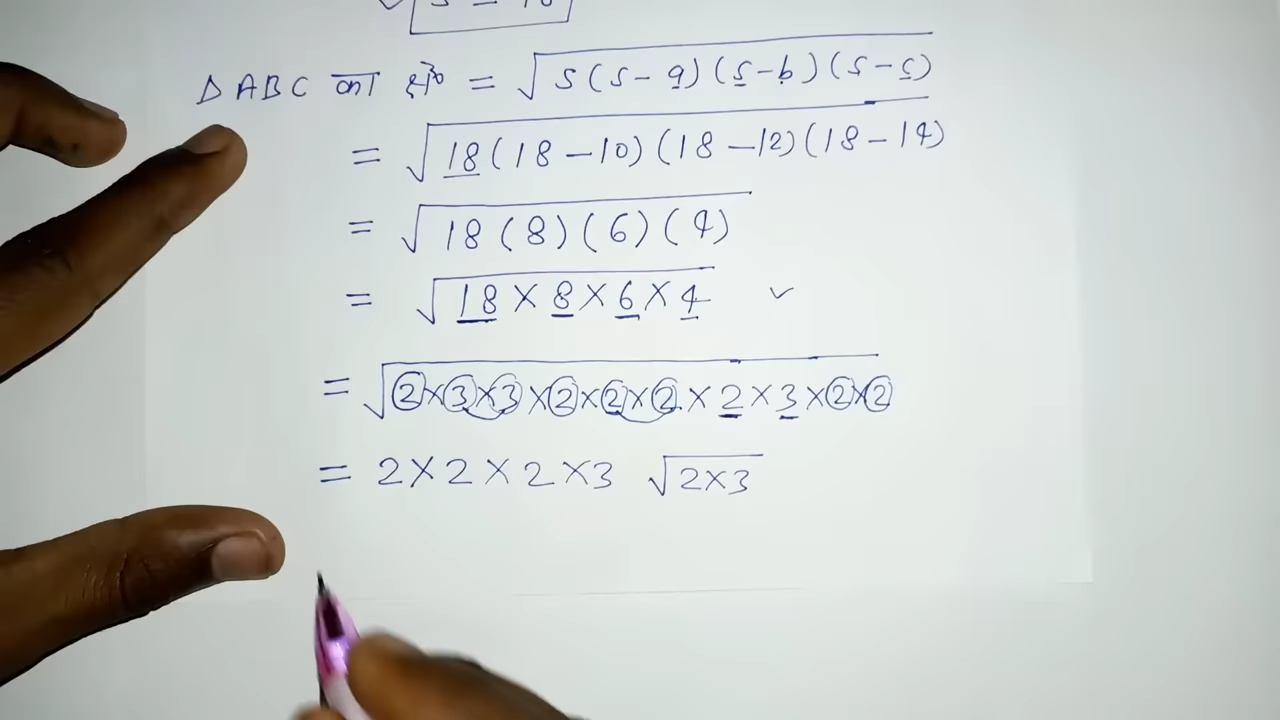 Δ ABC का क्षे० = √s(s-a)(s-b)(s-c)
= √18(18-10)(18-12)(18-14)
= √18(8)(6)(4)
= √18×8×6×4 ✓
= √2×3×3×2×2×2×2×3×2×2
= 2×2×2×3 √2×3